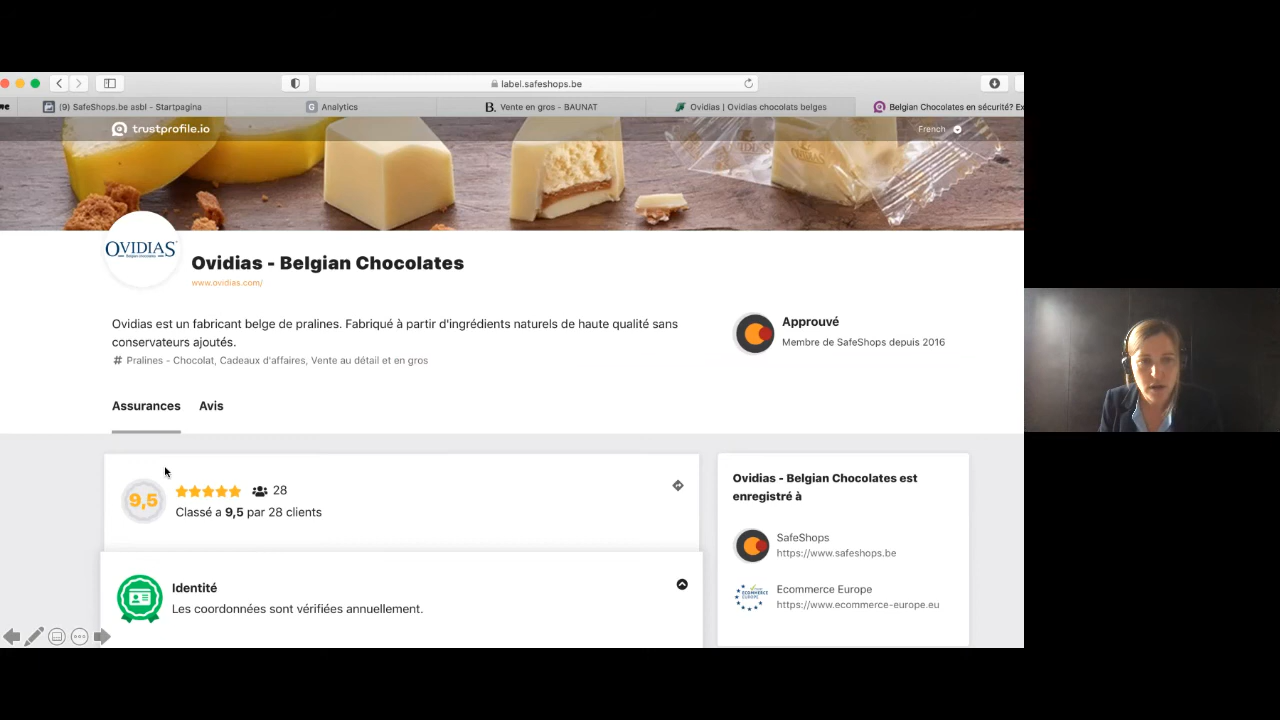 label.safeshops.be
(9) SafeShops.be asbl - Startpagina
G Analytics
B. Vente en gros - BAUNAT
Ovidias | Ovidias chocolats belges
Belgian Chocolates en sécurité? Ex
trustprofile.io
French
OVIDIAS
OVIDIAS
Belgian chocolates
Ovidias - Belgian Chocolates
www.ovidias.com/
Ovidias est un fabricant belge de pralines. Fabriqué à partir d'ingrédients naturels de haute qualité sans
conservateurs ajoutés.
# Pralines - Chocolat, Cadeaux d'affaires, Vente au détail et en gros
Approuvé
Membre de SafeShops depuis 2016
Assurances
Avis
9,5
28
Classé a 9,5 par 28 clients
Identité
Les coordonnées sont vérifiées annuellement.
Ovidias - Belgian Chocolates est
enregistré à
SafeShops
https://www.safeshops.be
ECOMMERCE
EUROPE
Ecommerce Europe
https://www.ecommerce-europe.eu